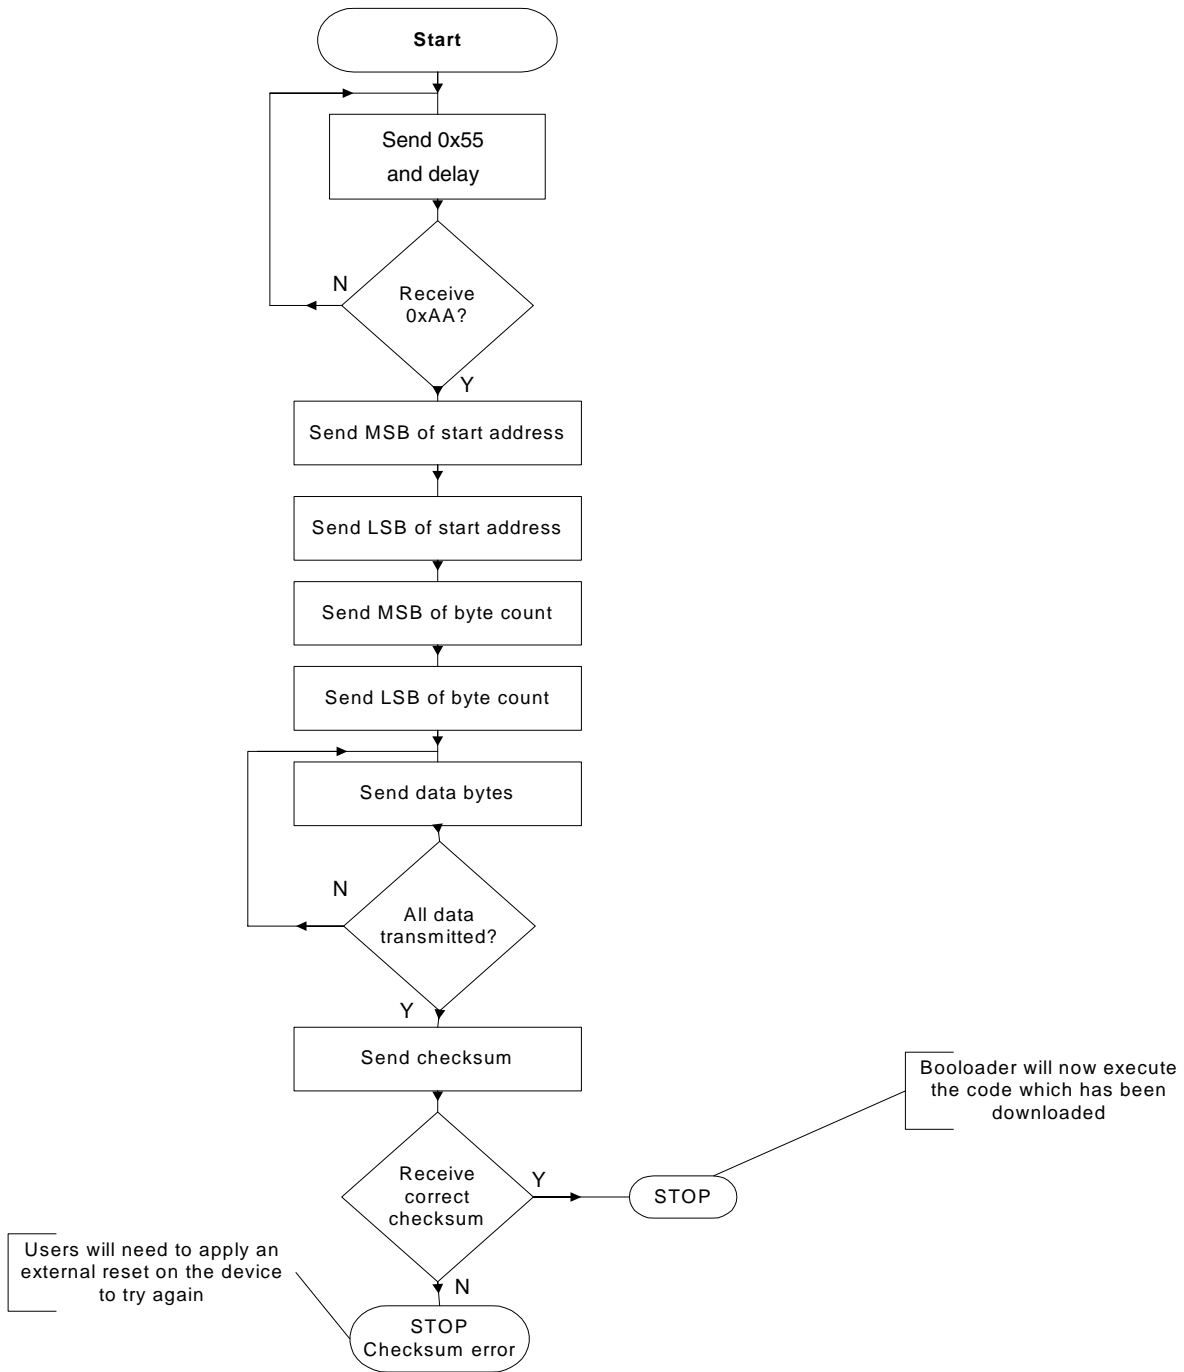 Start
Send 0x55
and delay
N
Receive
0xAA?
Y
Send MSB of start address
Send LSB of start address
Send MSB of byte count
Send LSB of byte count
Send data bytes
N
All data
transmitted?
Y
Send checksum
Booloader will now execute
the code which has been
downloaded
Receive
correct
checksum
Y
STOP
Users will need to apply an
external reset on the device
to try again
N
STOP
Checksum error